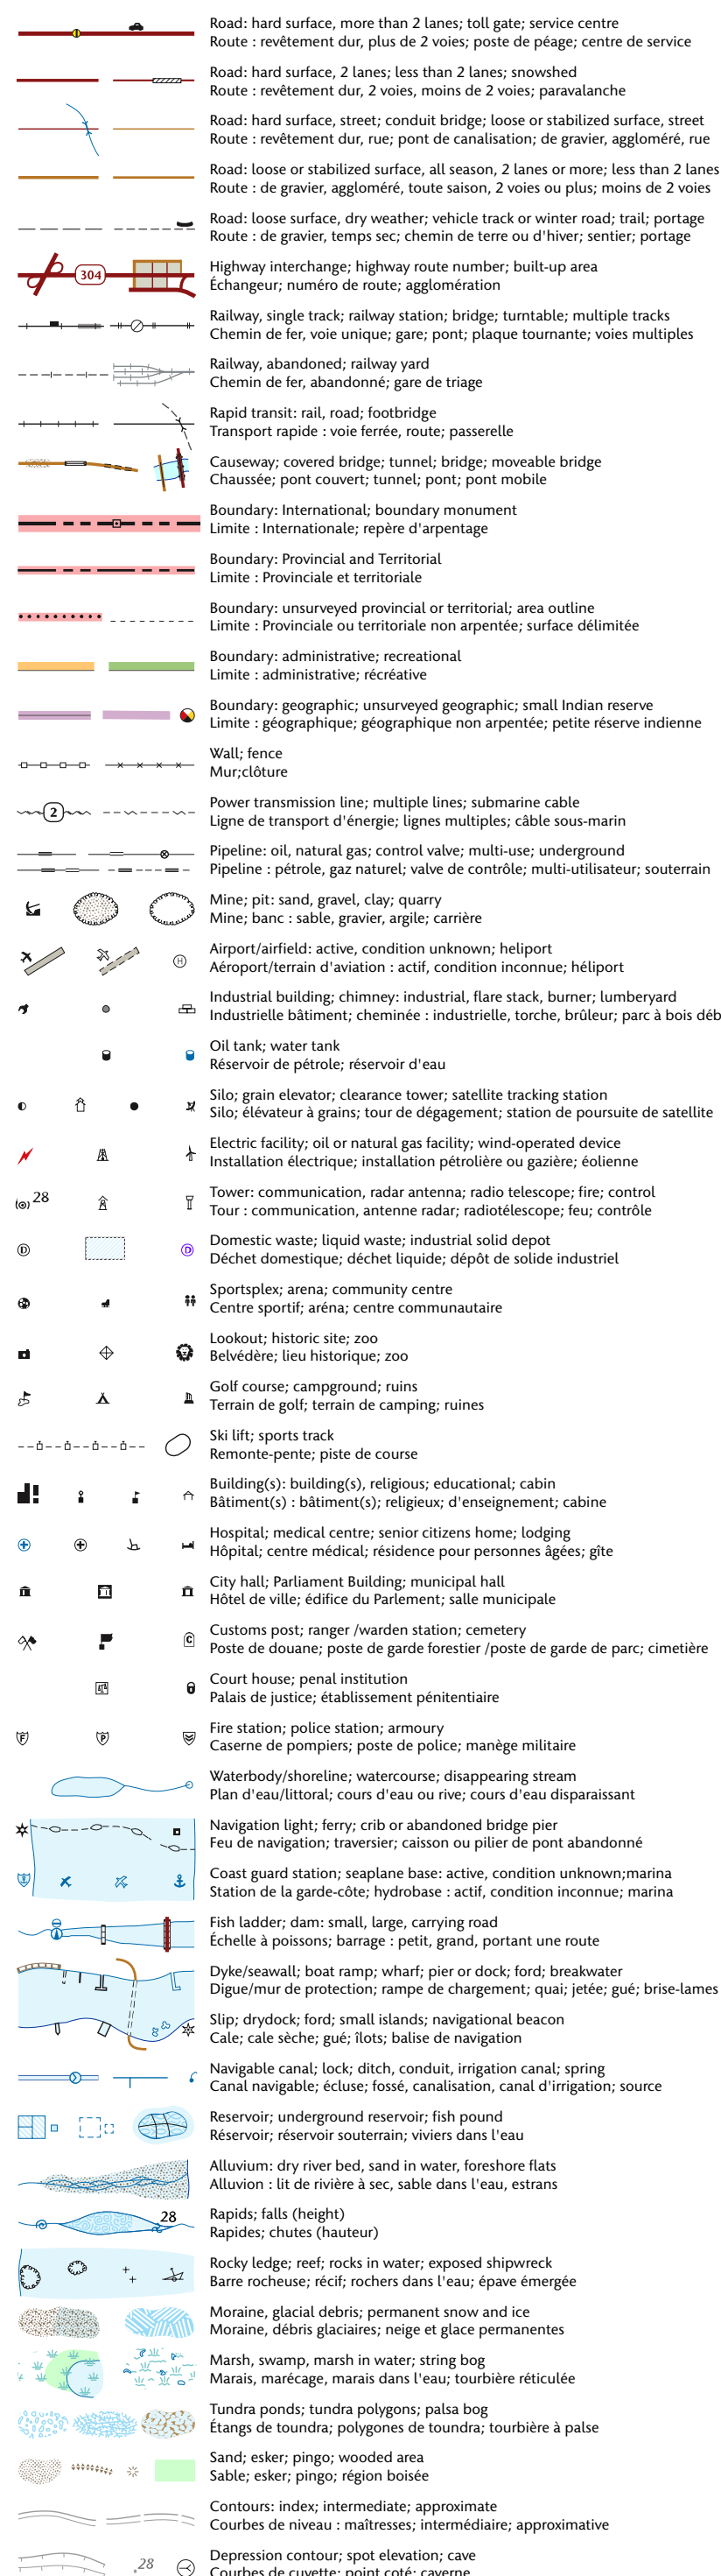 Road: hard surface, more than 2 lanes; toll gate; service centre
Route : revêtement dur, plus de 2 voies; poste de péage; centre de service
Road: hard surface, 2 lanes; less than 2 lanes; snowshed
Route : revêtement dur, 2 voies, moins de 2 voies; paravalanche
Road: hard surface, street; conduit bridge; loose or stabilized surface, street
Route : revêtement dur, rue; pont de canalisation; de gravier, aggloméré, rue
Road: loose or stabilized surface, all season, 2 lanes or more; less than 2 lanes
Route : de gravier, aggloméré, toute saison, 2 voies ou plus; moins de 2 voies
Road: loose surface, dry weather; vehicle track or winter road; trail; portage
Route : de gravier, temps sec; chemin de terre ou d'hiver; sentier; portage
304
Highway interchange; highway route number; built-up area
Échangeur; numéro de route; agglomération
Railway, single track; railway station; bridge; turntable; multiple tracks
Chemin de fer, voie unique; gare; pont; plaque tournante; voies multiples
Railway, abandoned; railway yard
Chemin de fer, abandonné; gare de triage
Rapid transit: rail, road; footbridge
Transport rapide : voie ferrée, route; passerelle
Causeway; covered bridge; tunnel; bridge; moveable bridge
Chaussée; pont couvert; tunnel; pont; pont mobile
Boundary: International; boundary monument
Limite : Internationale; repère d'arpentage
Boundary: Provincial and Territorial
Limite : Provinciale et territoriale
Boundary: unsurveyed provincial or territorial; area outline
Limite : Provinciale ou territoriale non arpentée; surface délimitée
Boundary: administrative; recreational
Limite : administrative; récréative
Boundary: geographic; unsurveyed geographic; small Indian reserve
Limite : géographique; géographique non arpentée; petite réserve indienne
Wall; fence
Mur;clôture
2
Power transmission line; multiple lines; submarine cable
Ligne de transport d'énergie; lignes multiples; câble sous-marin
Pipeline: oil, natural gas; control valve; multi-use; underground
Pipeline : pétrole, gaz naturel; valve de contrôle; multi-utilisateur; souterrain
Mine; pit: sand, gravel, clay; quarry
Mine; banc : sable, gravier, argile; carrière
H
Airport/airfield: active, condition unknown; heliport
Aéroport/terrain d'aviation : actif, condition inconnue; héliport
Industrial building; chimney: industrial, flare stack, burner; lumberyard
Industrielle bâtiment; cheminée : industrielle, torche, brûleur; parc à bois déb
Oil tank; water tank
Réservoir de pétrole; réservoir d'eau
Silo; grain elevator; clearance tower; satellite tracking station
Silo; élévateur à grains; tour de dégagement; station de poursuite de satellite
Electric facility; oil or natural gas facility; wind-operated device
Installation électrique; installation pétrolière ou gazière; éolienne
28
Tower: communication, radar antenna; radio telescope; fire; control
Tour : communication, antenne radar; radiotélescope; feu; contrôle
D D
Domestic waste; liquid waste; industrial solid depot
Déchet domestique; déchet liquide; dépôt de solide industriel
Sportsplex; arena; community centre
Centre sportif; aréna; centre communautaire
Lookout; historic site; zoo
Belvédère; lieu historique; zoo
Golf course; campground; ruins
Terrain de golf; terrain de camping; ruines
Ski lift; sports track
Remonte-pente; piste de course
Building(s): building(s), religious; educational; cabin
Bâtiment(s) : bâtiment(s); religieux; d'enseignement; cabine
Hospital; medical centre; senior citizens home; lodging
Hôpital; centre médical; résidence pour personnes âgées; gîte
City hall; Parliament Building; municipal hall
Hôtel de ville; édifice du Parlement; salle municipale
C
Customs post; ranger /warden station; cemetery
Poste de douane; poste de garde forestier /poste de garde de parc; cimetière
Court house; penal institution
Palais de justice; établissement pénitentiaire
F P
Fire station; police station; armoury
Caserne de pompiers; poste de police; manège militaire
Waterbody/shoreline; watercourse; disappearing stream
Plan d'eau/littoral; cours d'eau ou rive; cours d'eau disparaissant
Navigation light; ferry; crib or abandoned bridge pier
Feu de navigation; traversier; caisson ou pilier de pont abandonné
Coast guard station; seaplane base: active, condition unknown;marina
Station de la garde-côte; hydrobase : actif, condition inconnue; marina
Fish ladder; dam: small, large, carrying road
Échelle à poissons; barrage : petit, grand, portant une route
Dyke/seawall; boat ramp; wharf; pier or dock; ford; breakwater
Digue/mur de protection; rampe de chargement; quai; jetée; gué; brise-lames
Slip; drydock; ford; small islands; navigational beacon
Cale; cale sèche; gué; îlots; balise de navigation
Navigable canal; lock; ditch, conduit, irrigation canal; spring
Canal navigable; écluse; fossé, canalisation, canal d'irrigation; source
Reservoir; underground reservoir; fish pound
Réservoir; réservoir souterrain; viviers dans l'eau
Alluvium: dry river bed, sand in water, foreshore flats
Alluvion : lit de rivière à sec, sable dans l'eau, estrans
28
Rapids; falls (height)
Rapides; chutes (hauteur)
Rocky ledge; reef; rocks in water; exposed shipwreck
Barre rocheuse; récif; rochers dans l'eau; épave émergée
Moraine, glacial debris; permanent snow and ice
Moraine, débris glaciaires; neige et glace permanentes
Marsh, swamp, marsh in water; string bog
Marais, marécage, marais dans l'eau; tourbière réticulée
Tundra ponds; tundra polygons; palsa bog
Étangs de toundra; polygones de toundra; tourbière à palse
Sand; esker; pingo; wooded area
Sable; esker; pingo; région boisée
Contours: index; intermediate; approximate
Courbes de niveau : maîtresses; intermédiaire; approximative
.28
Depression contour; spot elevation; cave
Courbes de cuvette; point coté; caverne